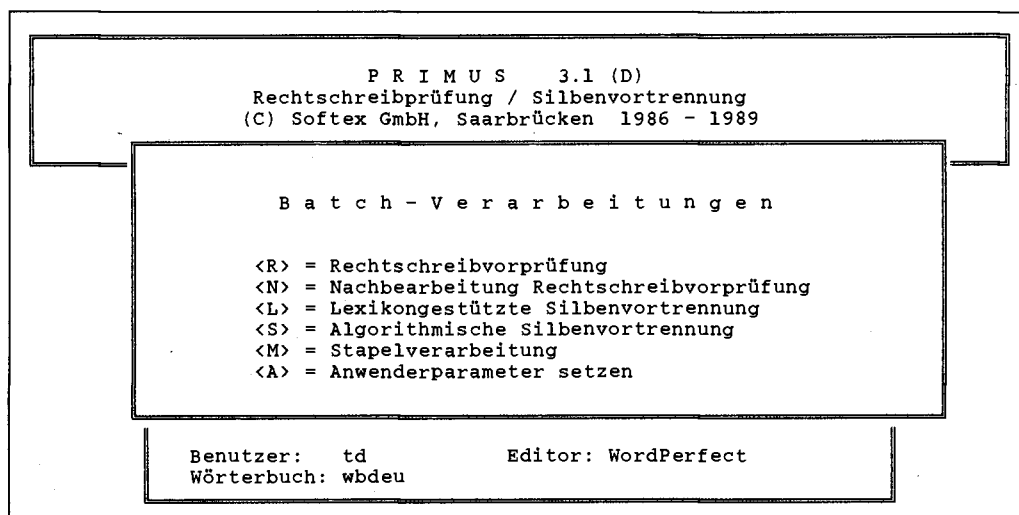 P R I M U S 3.1 (D)
Rechtschreibprüfung / Silbenvortrennung
(C) Softex GmbH, Saarbrücken 1986 - 1989
B a t c h - V e r a r b e i t u n g e n
<R> = Rechtschreibvorprüfung
<N> = Nachbearbeitung Rechtschreibvorprüfung
<L> = Lexikongestützte Silbenvortrennung
<S> = Algorithmische Silbenvortrennung
<M> = Stapelverarbeitung
<A> = Anwenderparameter setzen
Benutzer: td Editor: WordPerfect
Wörterbuch: wbdeu